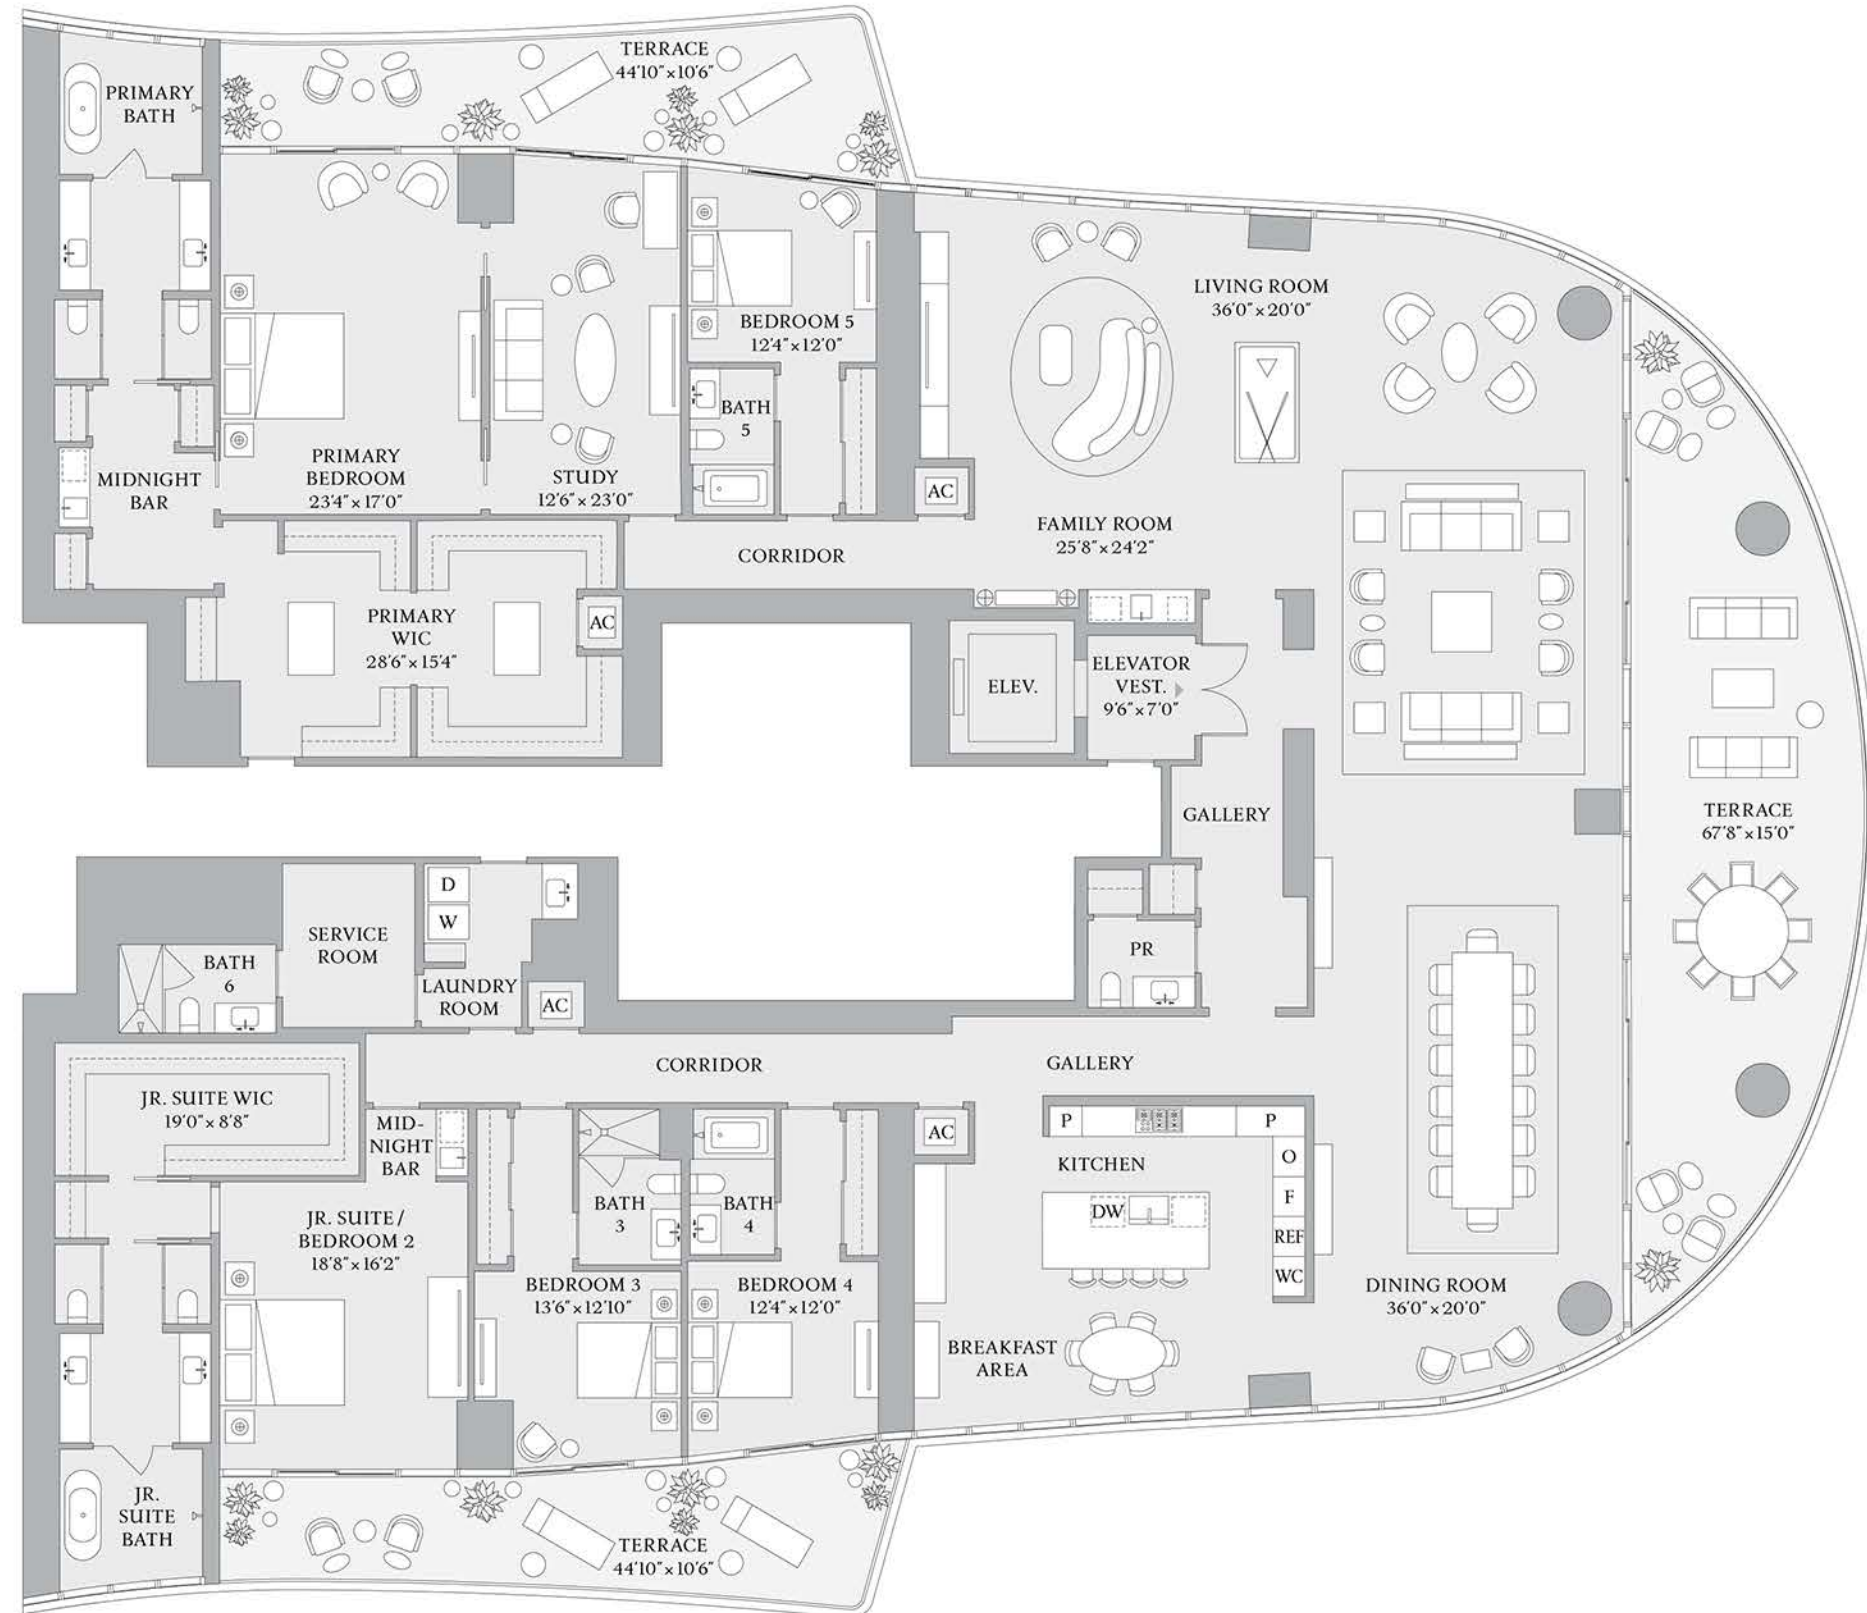 TERRACE
44'10"×10'6"
PRIMARY
BATH
LIVING ROOM
36'0"×20'0"
BEDROOM 5
12'4"×12'0"
BATH
5
PRIMARY
BEDROOM
23'4"×17'0"
STUDY
12'6"×23'0"
MIDNIGHT
BAR
AC
FAMILY ROOM
25'8"×24'2"
CORRIDOR
PRIMARY
WIC
28'6"×15'4"
AC
ELEV.
ELEVATOR
VEST.
9'6"×7'0"
GALLERY
TERRACE
67'8"×15'0"
D
W
SERVICE
ROOM
BATH
6
LAUNDRY
ROOM
AC
PR
CORRIDOR
GALLERY
JR. SUITE WIC
19'0"×8'8"
MID-
NIGHT
BAR
AC
P
P
KITCHEN
O
F
REF
WC
DW
BATH
3
BATH
4
JR. SUITE/
BEDROOM 2
18'8"×16'2"
BEDROOM 3
13'6"×12'10"
BEDROOM 4
12'4"×12'0"
DINING ROOM
36'0"×20'0"
BREAKFAST
AREA
JR.
SUITE
BATH
TERRACE
44'10"×10'6"